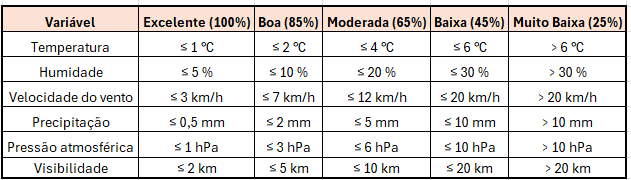 Variável Excelente (100%) Boa (85%) Moderada (65%) Baixa (45%) Muito Baixa (25%)
Temperatura ≤ 1 ºC ≤ 2 ºC ≤ 4 ºC ≤ 6 ºC > 6 ºC
Humidade ≤ 5 % ≤ 10 % ≤ 20 % ≤ 30 % > 30 %
Velocidade do vento ≤ 3 km/h ≤ 7 km/h ≤ 12 km/h ≤ 20 km/h > 20 km/h
Precipitação ≤ 0,5 mm ≤ 2 mm ≤ 5 mm ≤ 10 mm > 10 mm
Pressão atmosférica ≤ 1 hPa ≤ 3 hPa ≤ 6 hPa ≤ 10 hPa > 10 hPa
Visibilidade ≤ 2 km ≤ 5 km ≤ 10 km ≤ 20 km > 20 km